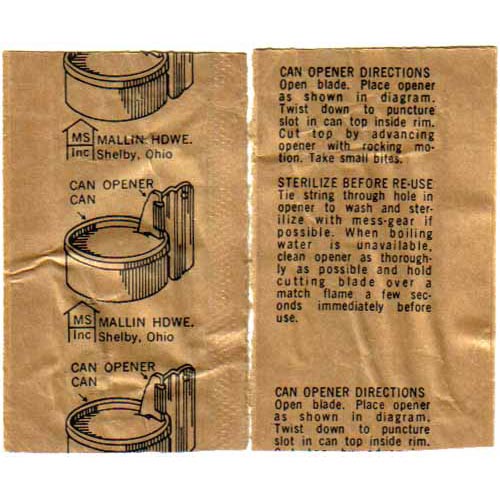 MS
Inc
MALLIN HDWE.
Shelby, Ohio
CAN OPENER
CAN
MS
Inc
MALLIN HDWE.
Shelby, Ohio
CAN OPENER
CAN
CAN OPENER DIRECTIONS
Open blade. Place opener
as shown in diagram.
Twist down to puncture
slot in can top inside rim.
Cut top by advancing
opener with rocking mo-
tion. Take small bites.
STERILIZE BEFORE RE-USE
Tie string through hole in
opener to wash and ster-
ilize with mess-gear if
possible. When boiling
water is unavailable,
clean opener as thorough-
ly as possible and hold
cutting blade over a
match flame a few sec-
onds immediately before
use.
CAN OPENER DIRECTIONS
Open blade. Place opener
as shown in diagram.
Twist down to puncture
slot in can top inside rim.